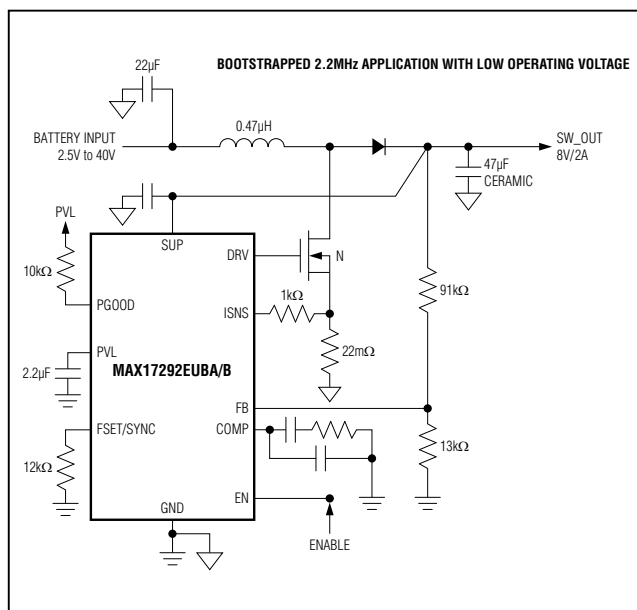 BOOTSTRAPPED 2.2MHz APPLICATION WITH LOW OPERATING VOLTAGE
22µF
BATTERY INPUT
2.5V to 40V
0.47µH
SW_OUT
8V/2A
47µF
CERAMIC
PVL
SUP
DRV
N
10kΩ
PGOOD
ISNS
1kΩ
91kΩ
22mΩ
PVL
2.2µF
MAX17292EUBA/B
FB
COMP
FSET/SYNC
12kΩ
13kΩ
EN
GND
ENABLE